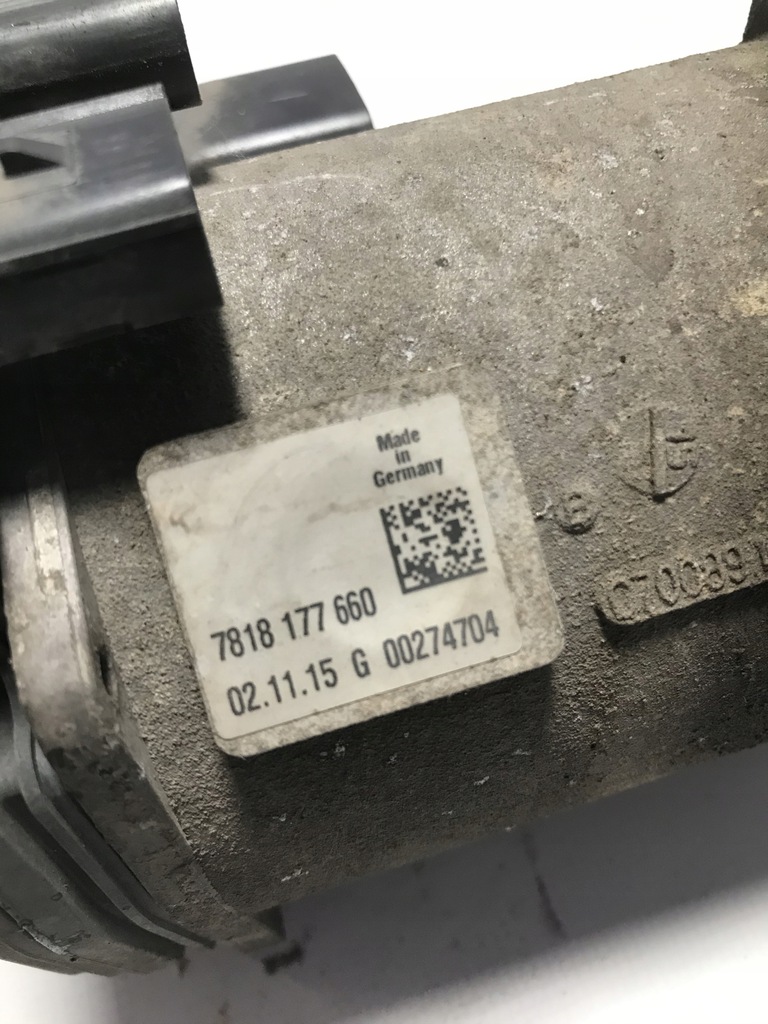 Made
in
Germany
7818 177 660
02.11.15 G 00274704